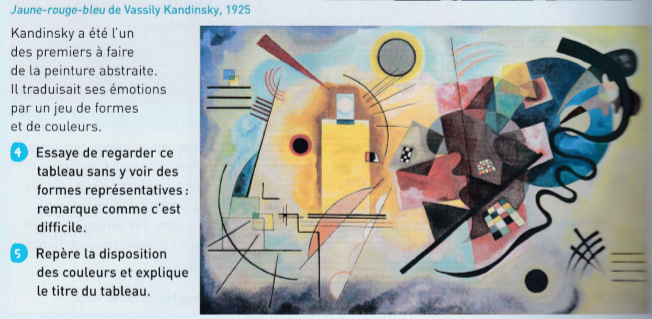 Jaune-rouge-bleu de Vassily Kandinsky, 1925
Kandinsky a été l'un
des premiers à faire
de la peinture abstraite.
Il traduisait ses émotions
par un jeu de formes
et de couleurs.
4 Essaye de regarder ce
tableau sans y voir des
formes représentatives :
remarque comme c'est
difficile.
5 Repère la disposition
des couleurs et explique
le titre du tableau.